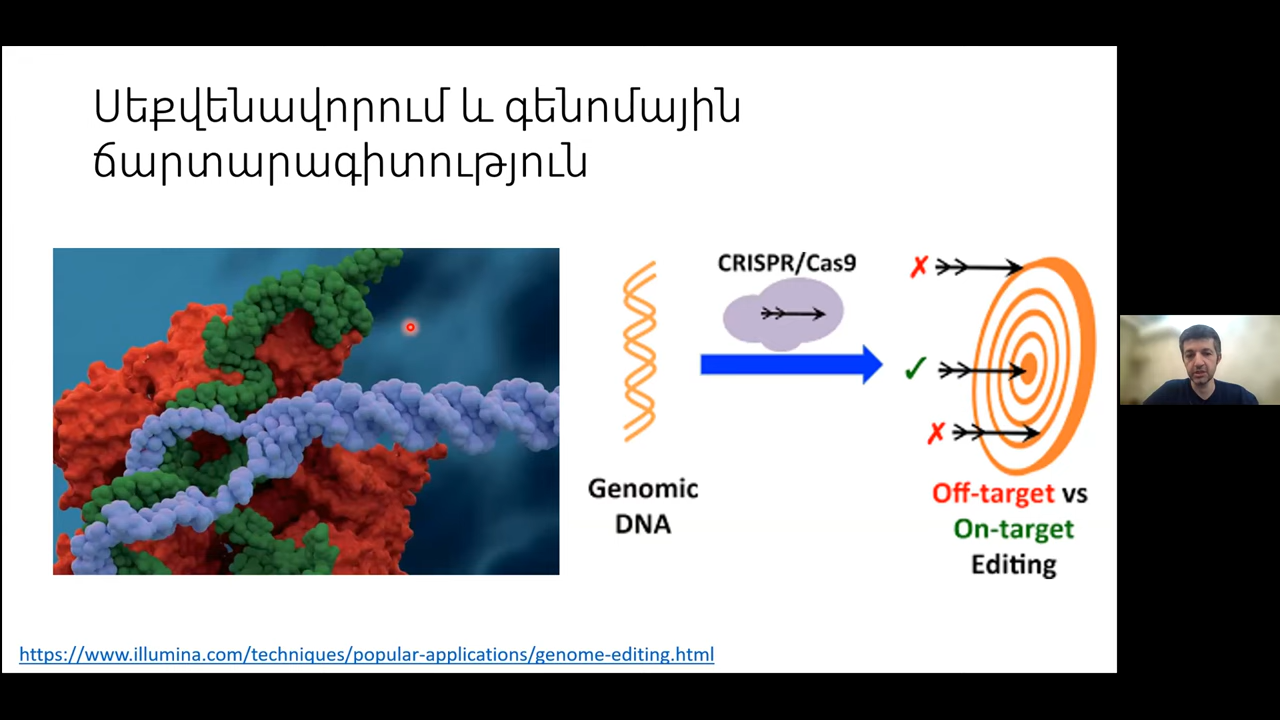 Սեքվենավորում և գենոմային
ճարտարագիտություն
CRISPR/Cas9
Genomic
DNA
Off-target vs
On-target
Editing
https://www.illumina.com/techniques/popular-applications/genome-editing.html